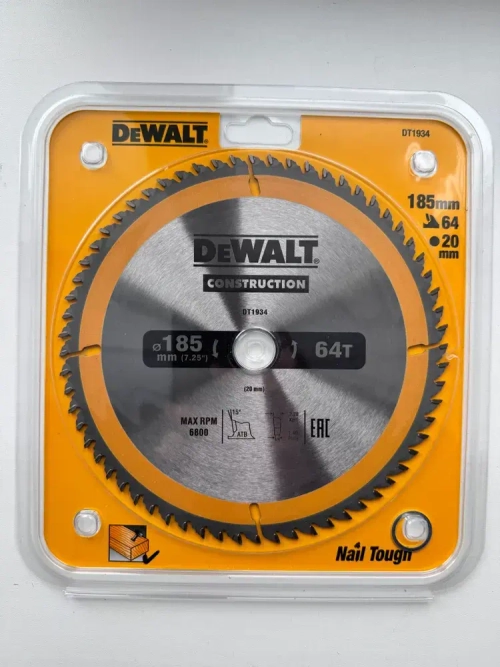 DEWALT
DT1934
185mm
64
20
mm
DEWALT
CONSTRUCTION
DT1934
ø185
mm (7.25")
64T
(20 mm)
MAX RPM
6800
ATB
EAC
Nail Tough